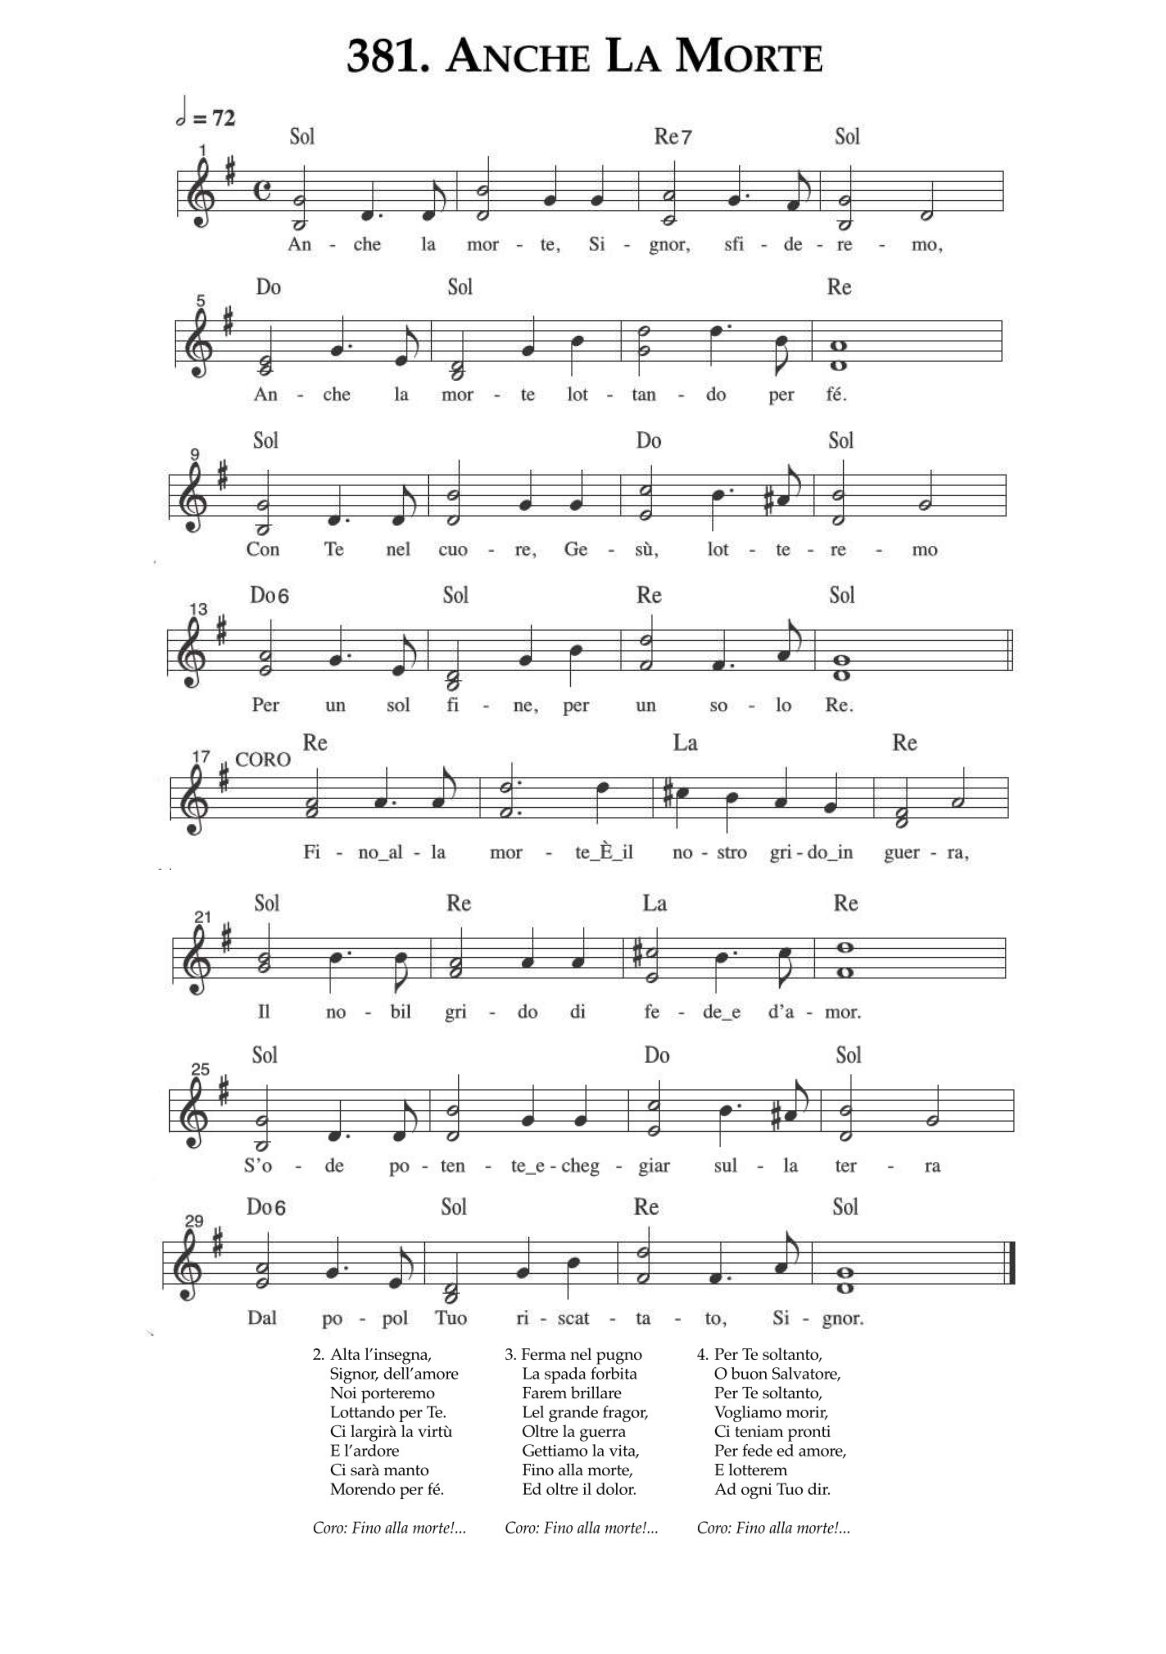 381. Anche La Morte
= 72
Sol Re7 Sol
1
An - che la mor - te, Si - gnor, sfi - de - re - mo,
Do Sol Re
5
An - che la mor - te lot - tan - do per fé.
Sol Do Sol
9
Con Te nel cuo - re, Ge - sù, lot - te - re - mo
Do6 Sol Re Sol
13
Per un sol fi - ne, per un so - lo Re.
Re La Re
17 CORO
Fi - no_al - la mor - te_È_il no - stro gri - do_in guer - ra,
Sol Re La Re
21
Il no - bil gri - do di fe - de_e d'a - mor.
Sol Do Sol
25
S'o - de po - ten - te_e - cheg - giar sul - la ter - ra
Do6 Sol Re Sol
29
Dal po - pol Tuo ri - scat - ta - to, Si - gnor.
2. Alta l'insegna,
Signor, dell'amore
Noi porteremo
Lottando per Te.
Ci largirà la virtù
E l'ardore
Ci sarà manto
Morendo per fé.
Coro: Fino alla morte!...
3. Ferma nel pugno
La spada forbita
Farem brillare
Lel grande fragor,
Oltre la guerra
Gettiamo la vita,
Fino alla morte,
Ed oltre il dolor.
Coro: Fino alla morte!...
4. Per Te soltanto,
O buon Salvatore,
Per Te soltanto,
Vogliamo morir,
Ci teniam pronti
Per fede ed amore,
E lotterem
Ad ogni Tuo dir.
Coro: Fino alla morte!...